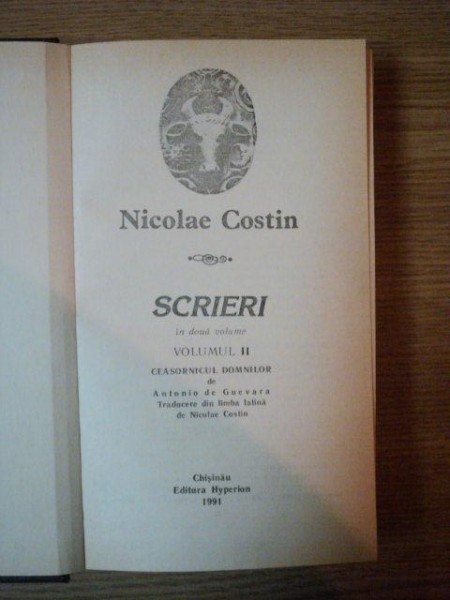 Nicolae Costin
SCRIERI
în două volume
VOLUMUL II
CEASORNICUL DOMNILOR
de
Antonio de Guevara
Traducere din limba latină
de Nicolae Costin
Chișinău
Editura Hyperion
1991